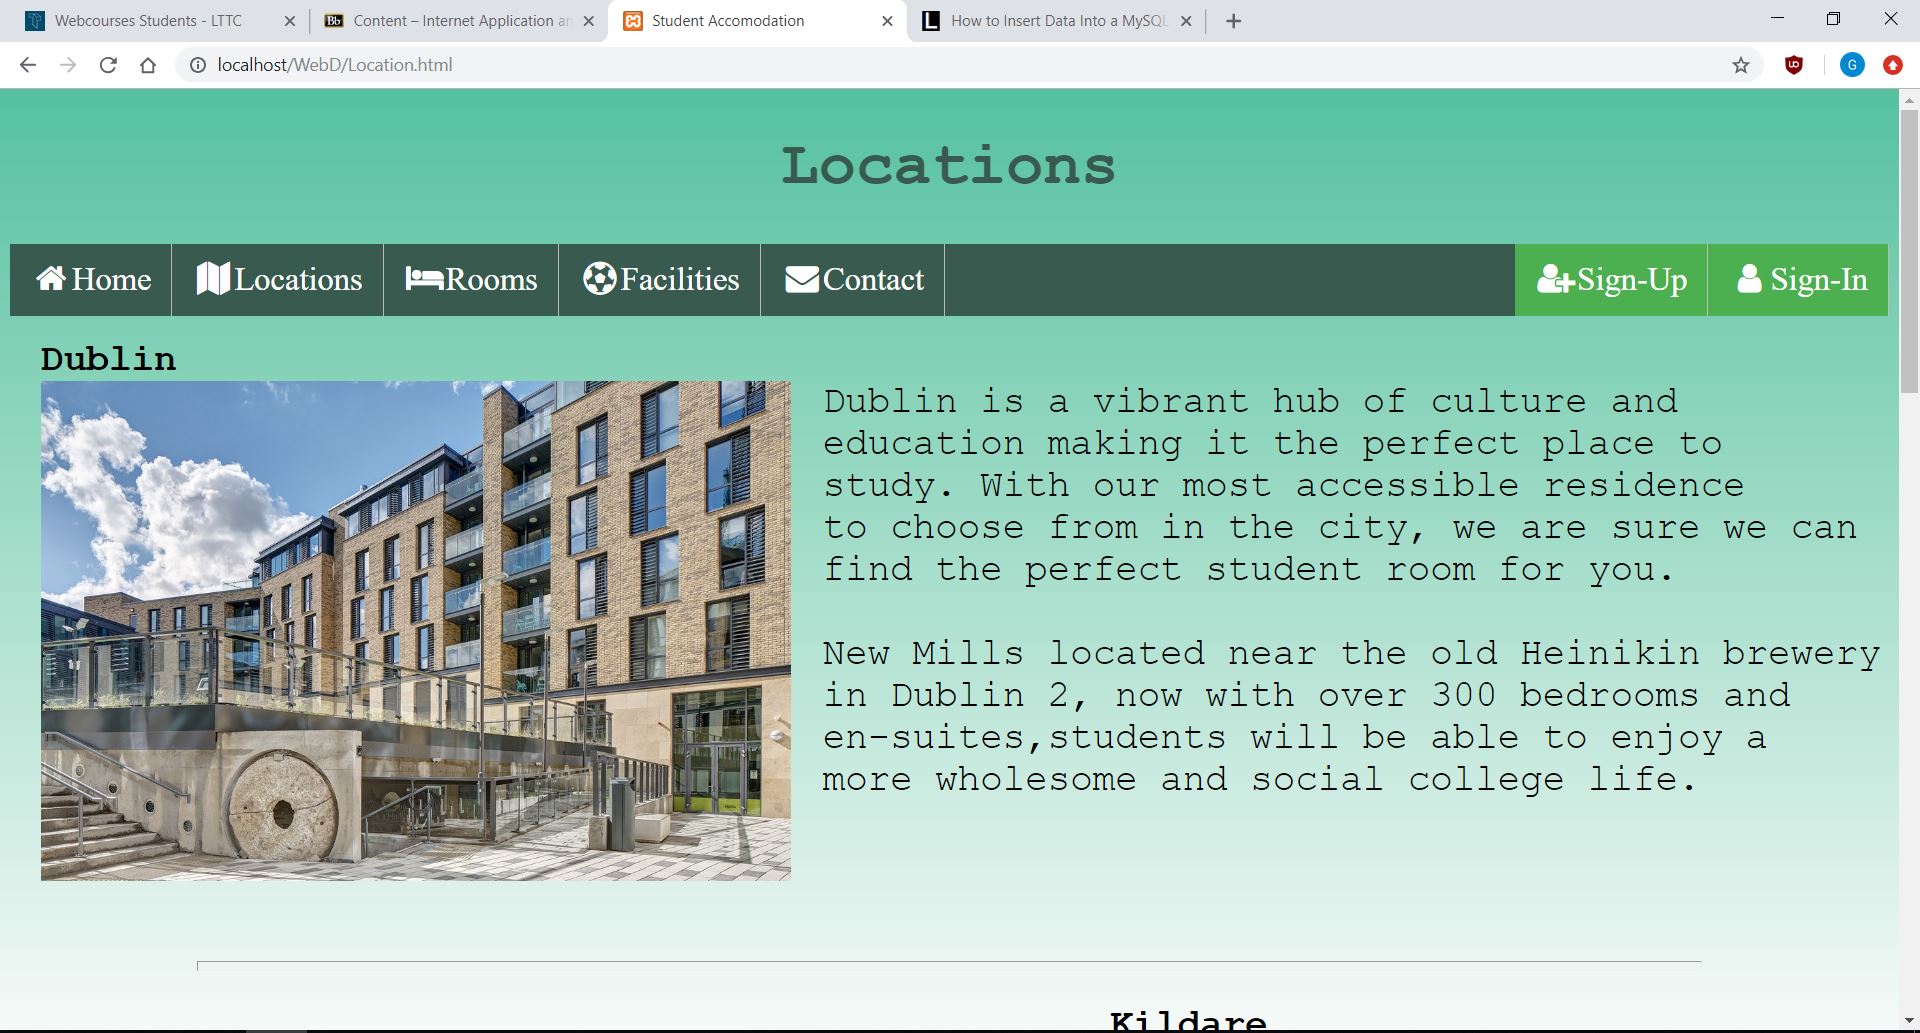 Webcourses Students - LTTC
Bb Content – Internet Application an
Student Accomodation
How to Insert Data Into a MySQL
localhost/WebD/Location.html
G
Locations
Home
Locations
Rooms
Facilities
Contact
Sign-Up
Sign-In
Dublin
Dublin is a vibrant hub of culture and
education making it the perfect place to
study. With our most accessible residence
to choose from in the city, we are sure we can
find the perfect student room for you.
New Mills located near the old Heinikin brewery
in Dublin 2, now with over 300 bedrooms and
en-suites,students will be able to enjoy a
more wholesome and social college life.
Kildare